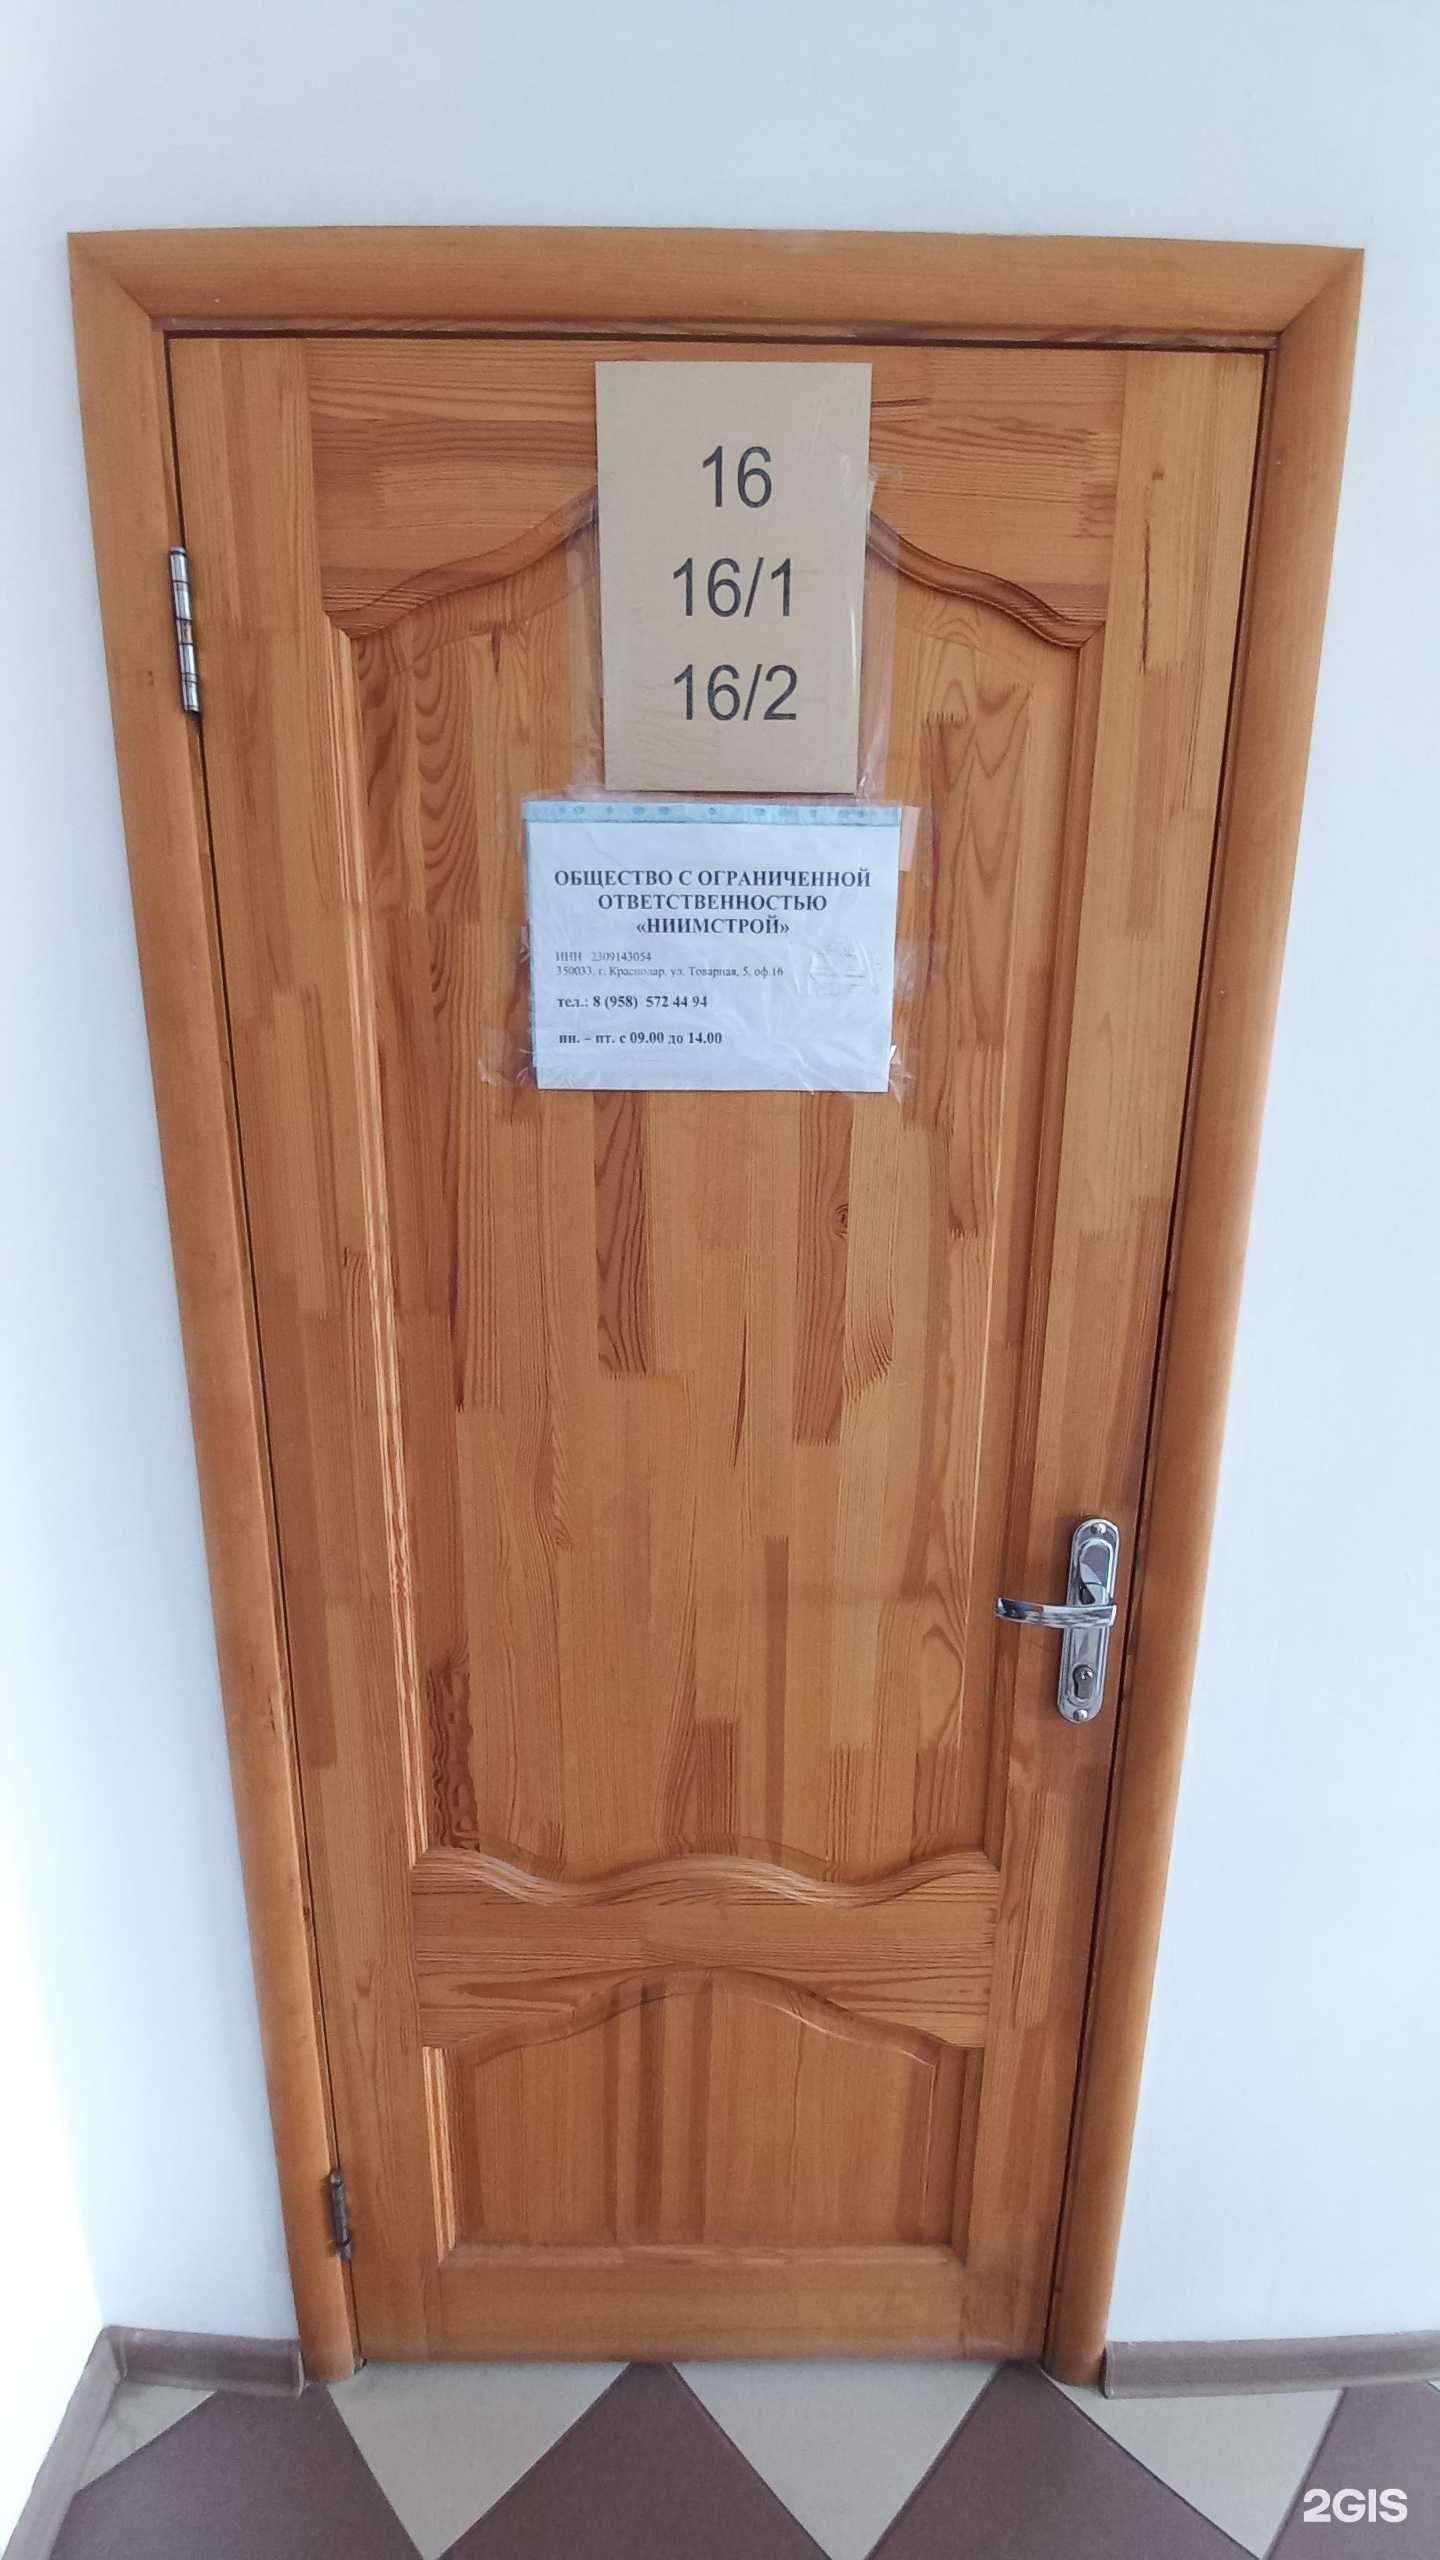 16
16/1
16/2
ОБЩЕСТВО С ОГРАНИЧЕННОЙ
ОТВЕТСТВЕННОСТЬЮ
«НИИМСТРОЙ»
ИНН 2309143054
350033, г. Краснодар, ул. Товарная, 5, оф.16
тел.: 8 (958) 572 44 94
пн. – пт. с 09.00 до 14.00
2GIS